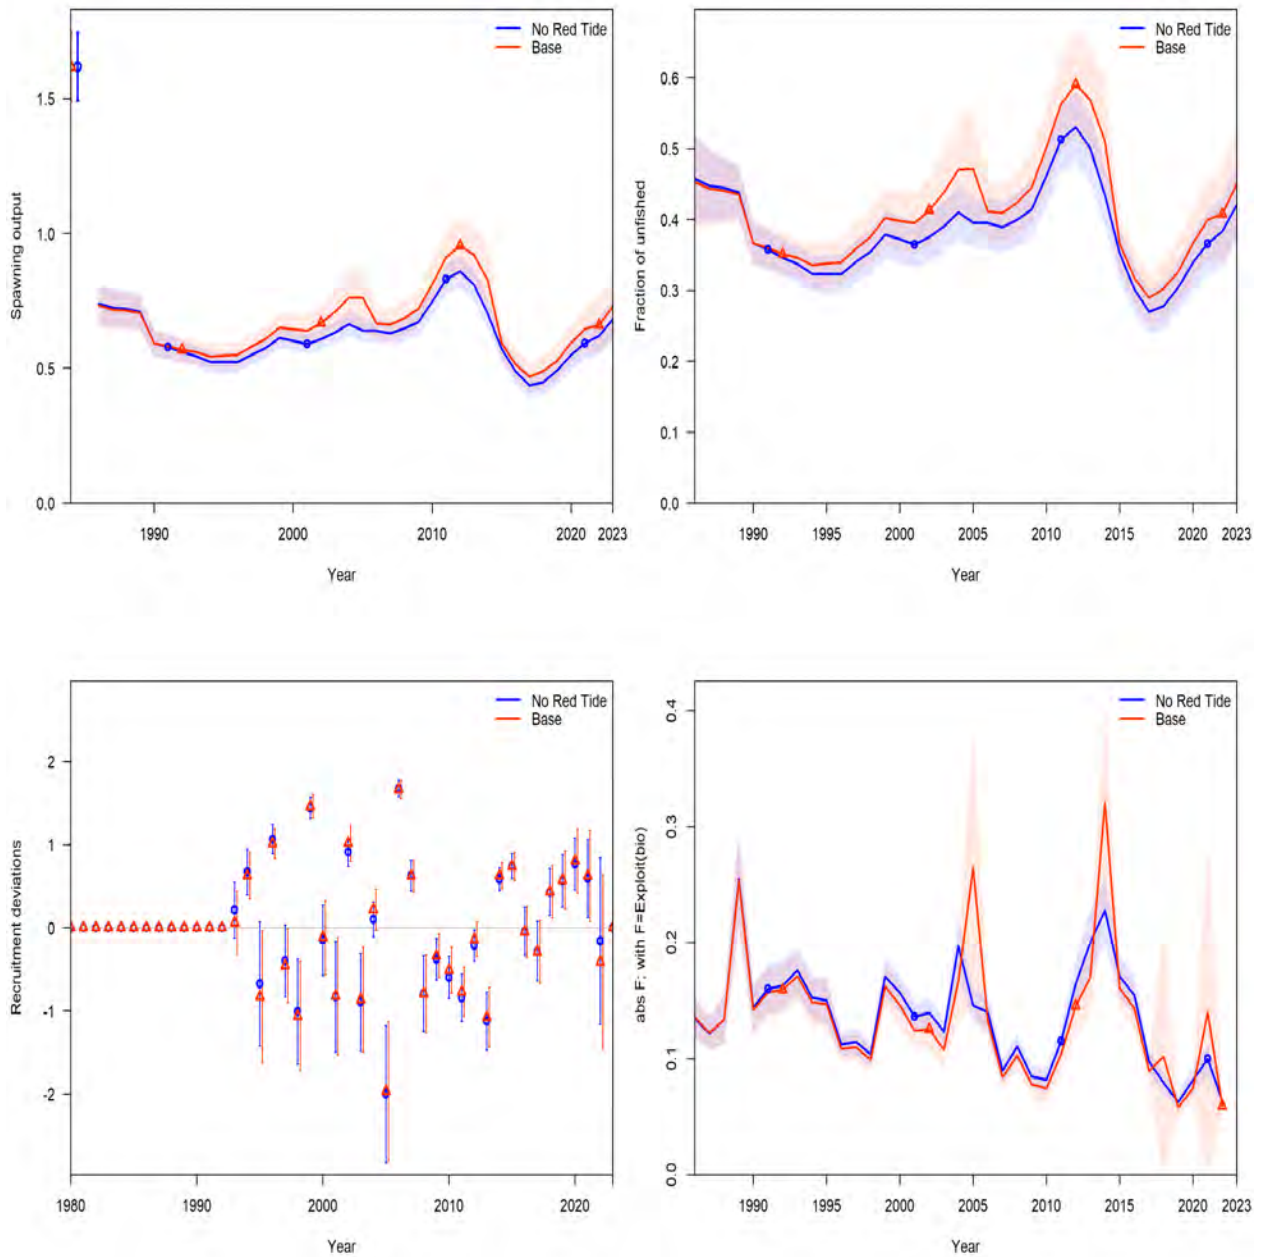 No Red Tide
Base
Spawning output
1.5
1.0
0.5
0.0
1990 2000 2010 2020 2023
Year
No Red Tide
Base
Fraction of unfished
0.6
0.5
0.4
0.3
0.2
0.1
0.0
1990 1995 2000 2005 2010 2015 2020 2023
Year
No Red Tide
Base
Recruitment deviations
2
1
0
-1
-2
1980 1990 2000 2010 2020
Year
No Red Tide
Base
abs F; with F=Exploit(bio)
0.4
0.3
0.2
0.1
0.0
1990 1995 2000 2005 2010 2015 2020 2023
Year